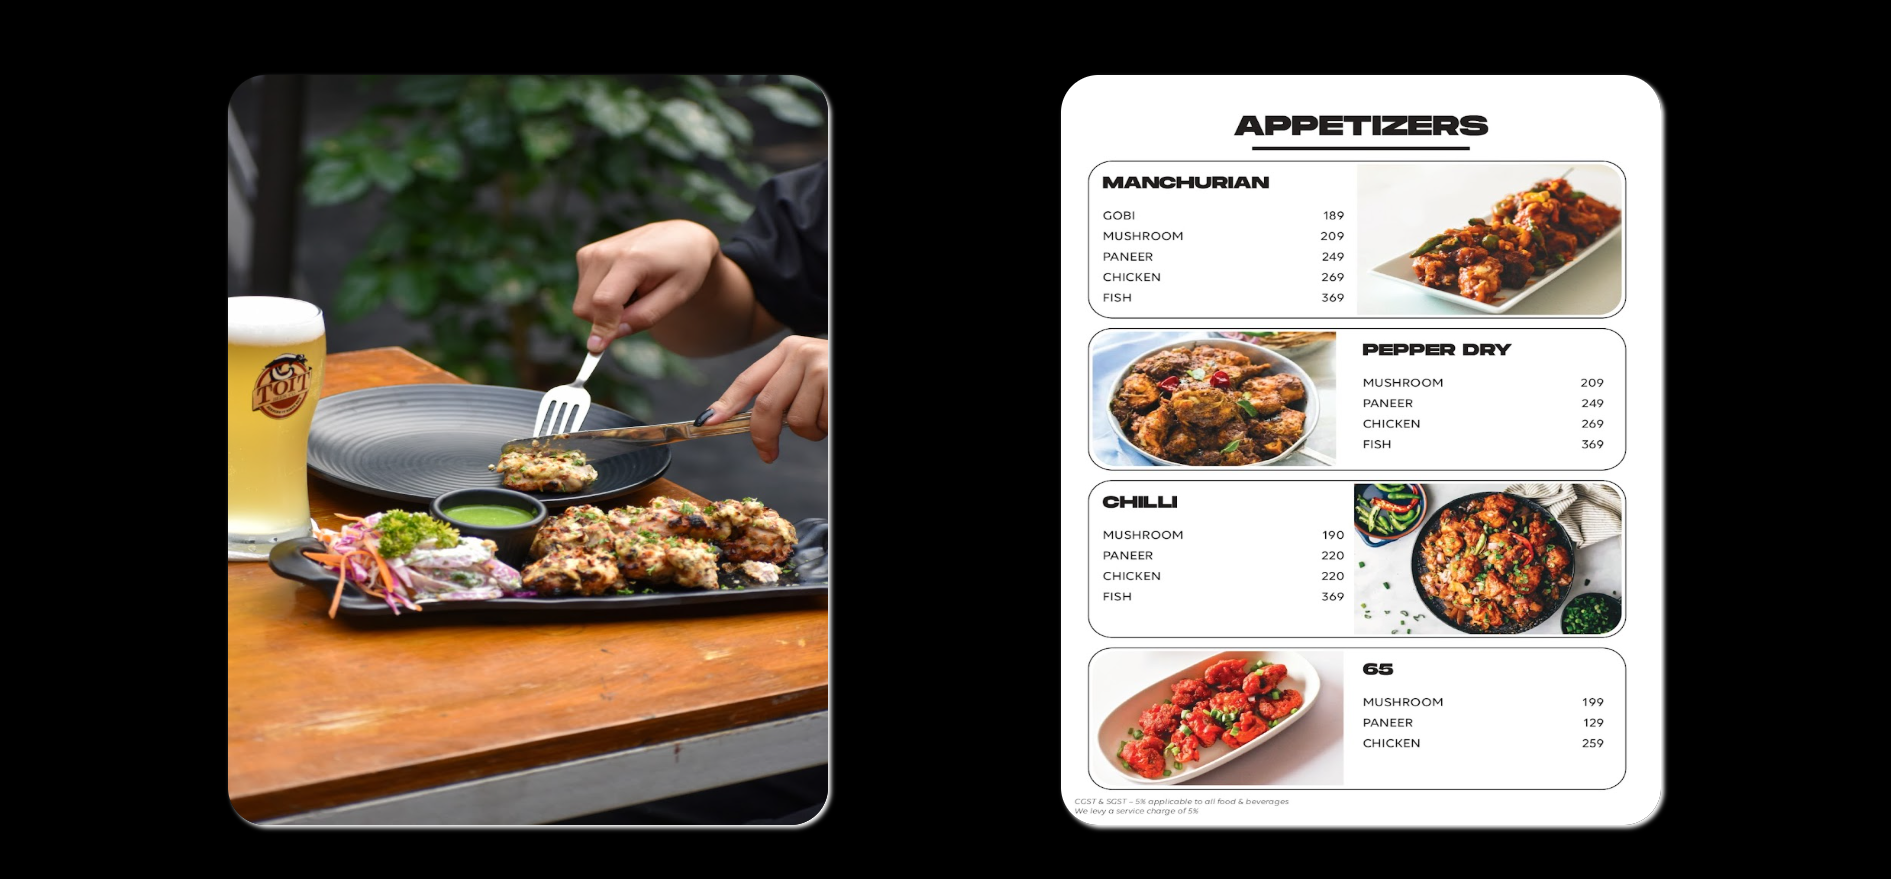 TOIT
APPETIZERS
MANCHURIAN
GOBI 189
MUSHROOM 209
PANEER 249
CHICKEN 269
FISH 369
PEPPER DRY
MUSHROOM 209
PANEER 249
CHICKEN 269
FISH 369
CHILLI
MUSHROOM 190
PANEER 220
CHICKEN 220
FISH 369
65
MUSHROOM 199
PANEER 129
CHICKEN 259
CGST & SGST – 5% applicable to all food & beverages
We levy a service charge of 5%